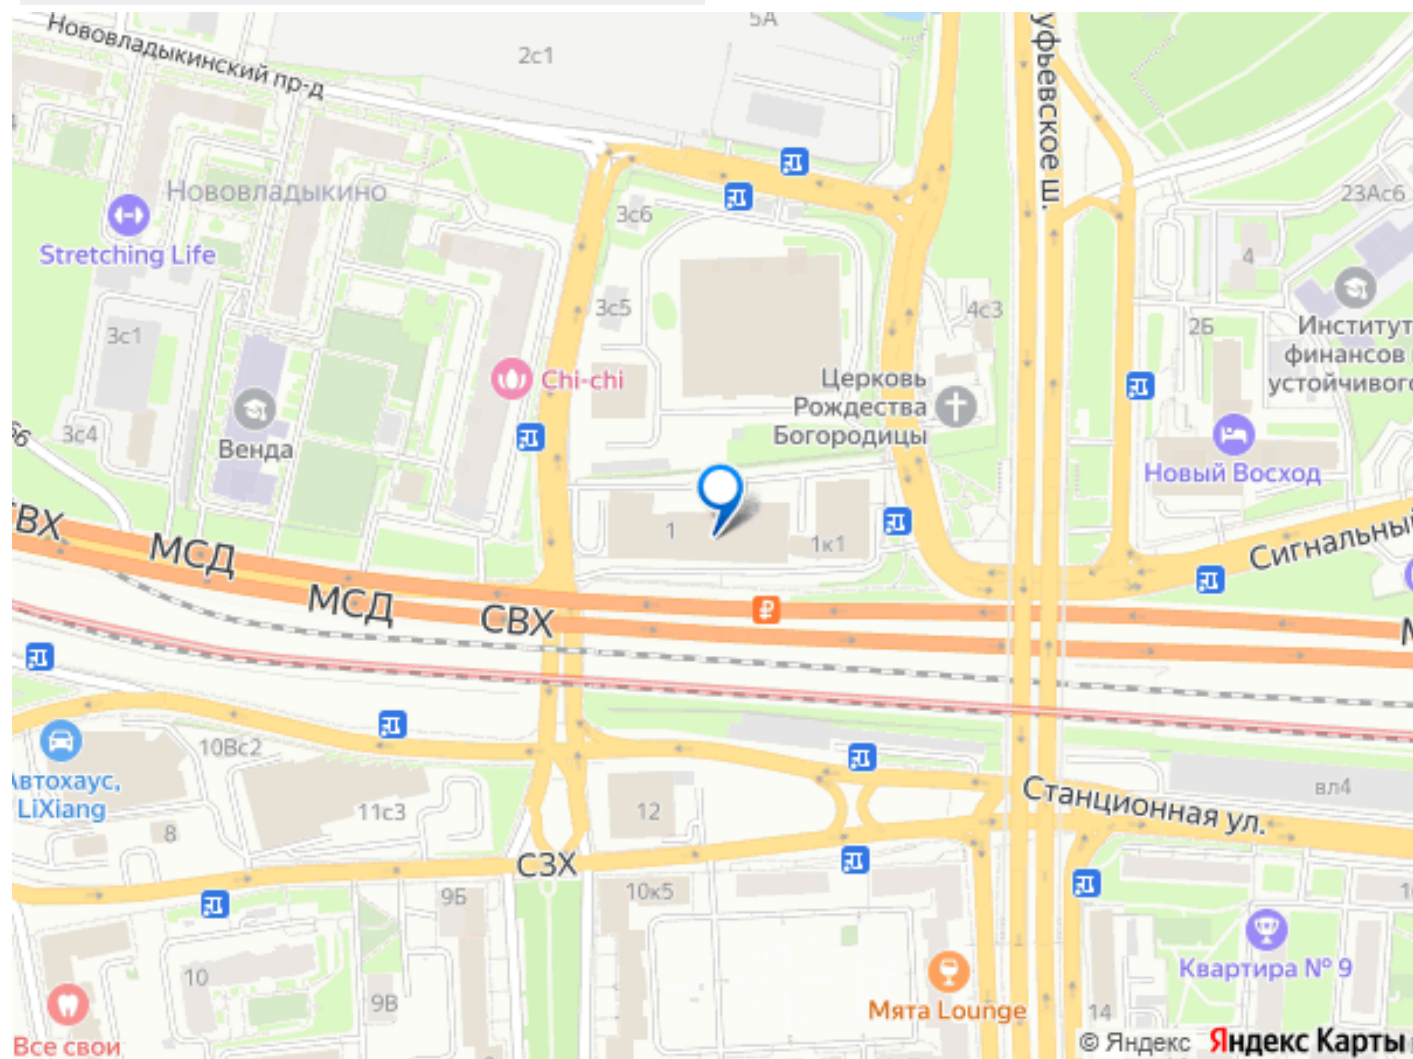 5А
Нововладыкинский пр-д
2с1
уфьевское ш.
23Ас6
Нововладыкино
3с6
4
Stretching Life
3с5
4с3
3с1
2Б
Институт
финансов
устойчивого
Chi-chi
Церковь
Рождества
Богородицы
3с4
Венда
Новый Восход
1
1к1
СВХ
МСД
Сигнальный
МСД
СВХ
10Вс2
Автохаус,
LiXiang
11с3
8
12
вл4
Станционная ул.
СЗХ
9Б
10к5
10
9В
Квартира № 9
Мята Lounge
14
Все свои
© Яндекс Яндекс Карты